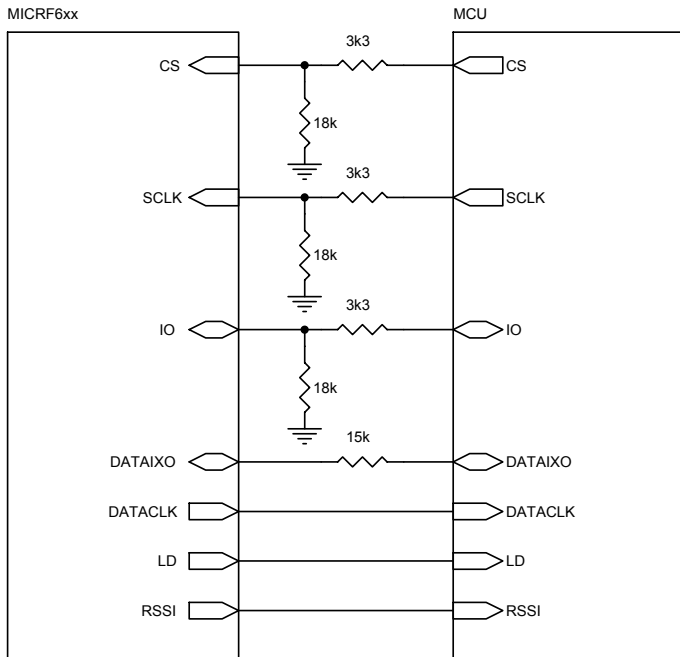 MICRF6xx
MCU
3k3
CS
CS
18k
3k3
SCLK
SCLK
18k
3k3
IO
IO
18k
15k
DATAIXO
DATAIXO
DATACLK
DATACLK
LD
LD
RSSI
RSSI